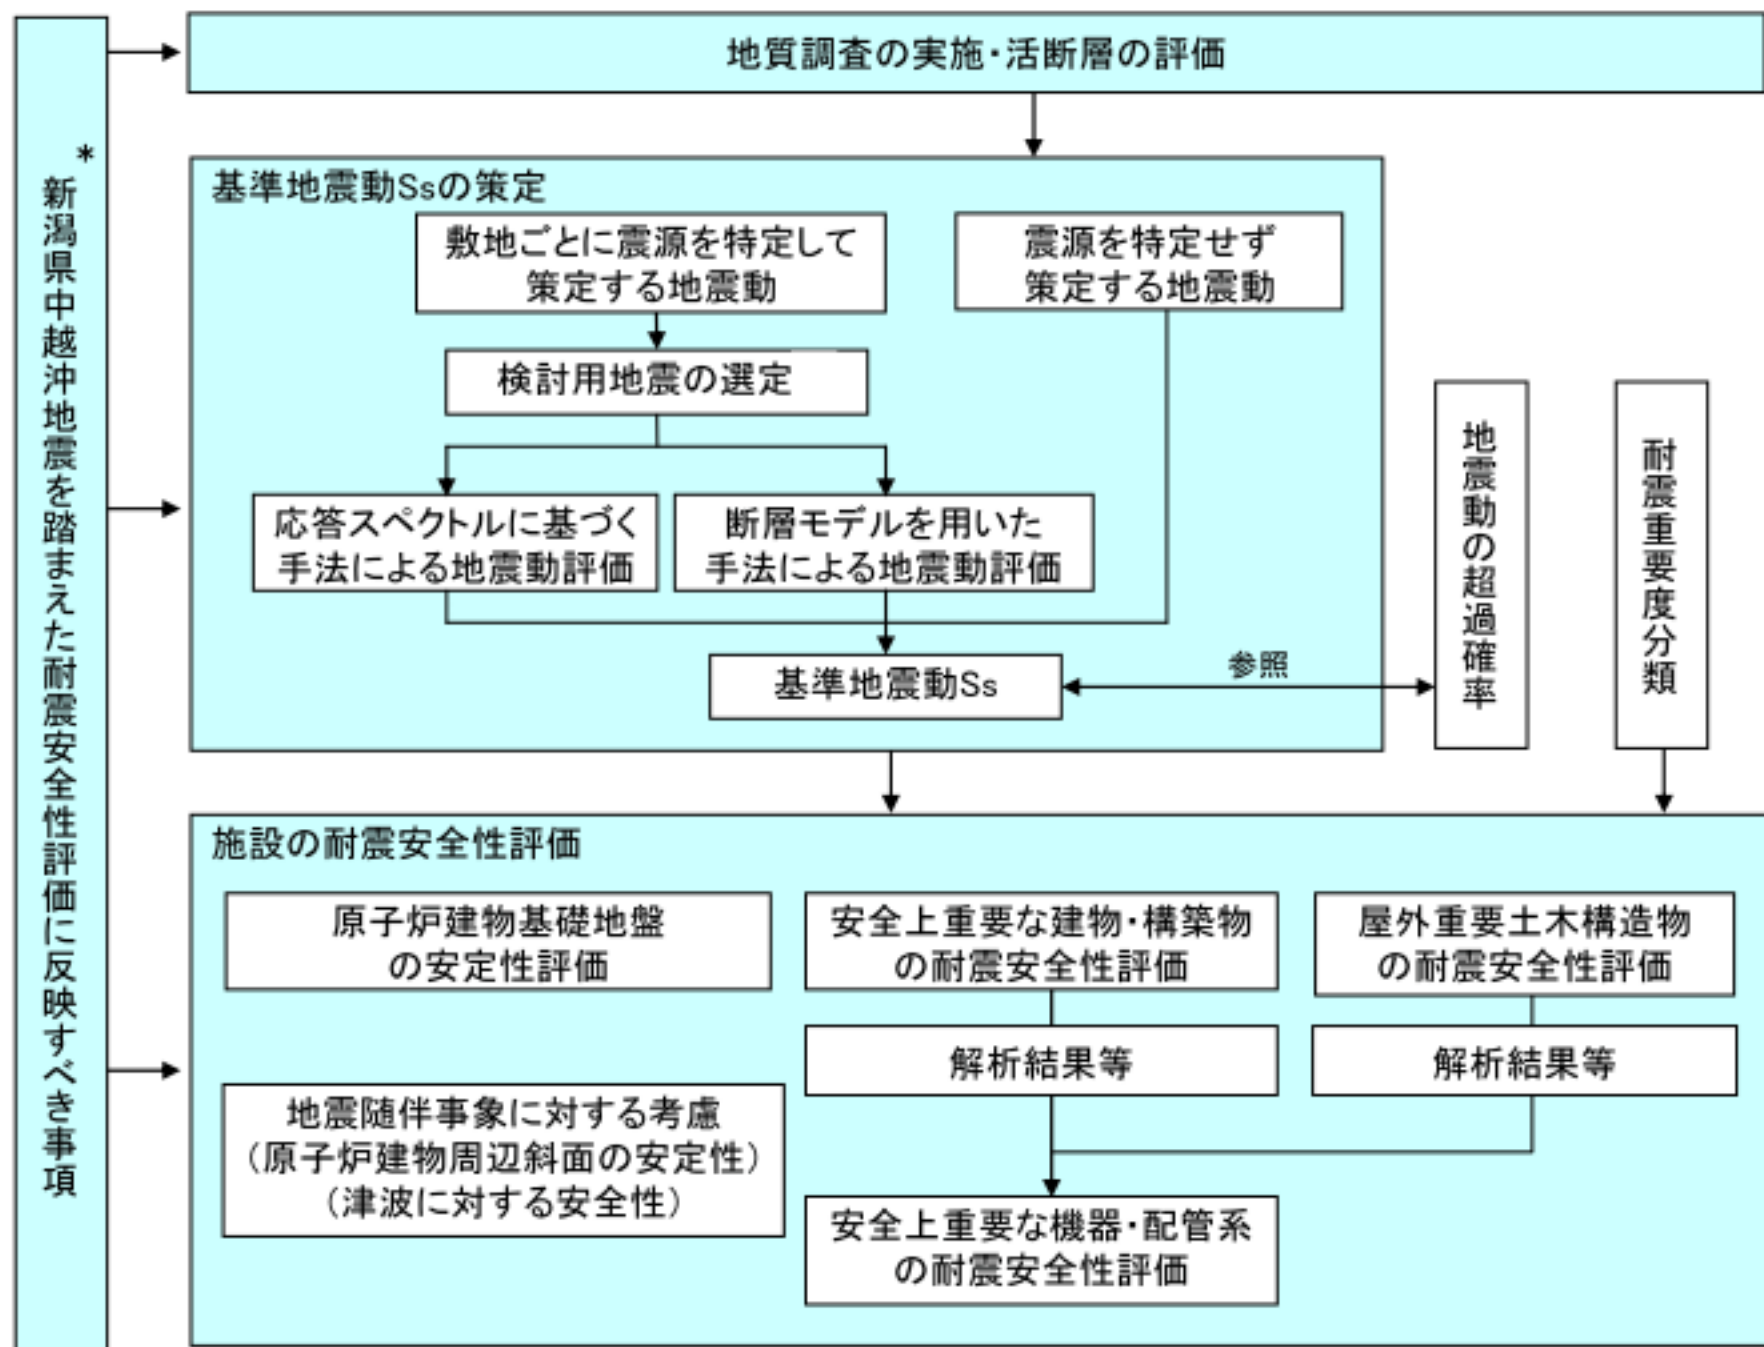 地質調査の実施・活断層の評価
*
新潟県中越沖地震を踏まえた耐震安全性評価に反映すべき事項
基準地震動Ssの策定
敷地ごとに震源を特定して
策定する地震動
震源を特定せず
策定する地震動
検討用地震の選定
応答スペクトルに基づく
手法による地震動評価
断層モデルを用いた
手法による地震動評価
基準地震動Ss
参照
地震動の超過確率
耐震重要度分類
施設の耐震安全性評価
原子炉建物基礎地盤
の安定性評価
安全上重要な建物・構築物
の耐震安全性評価
屋外重要土木構造物
の耐震安全性評価
解析結果等
解析結果等
地震随伴事象に対する考慮
（原子炉建物周辺斜面の安定性）
（津波に対する安全性）
安全上重要な機器・配管系
の耐震安全性評価